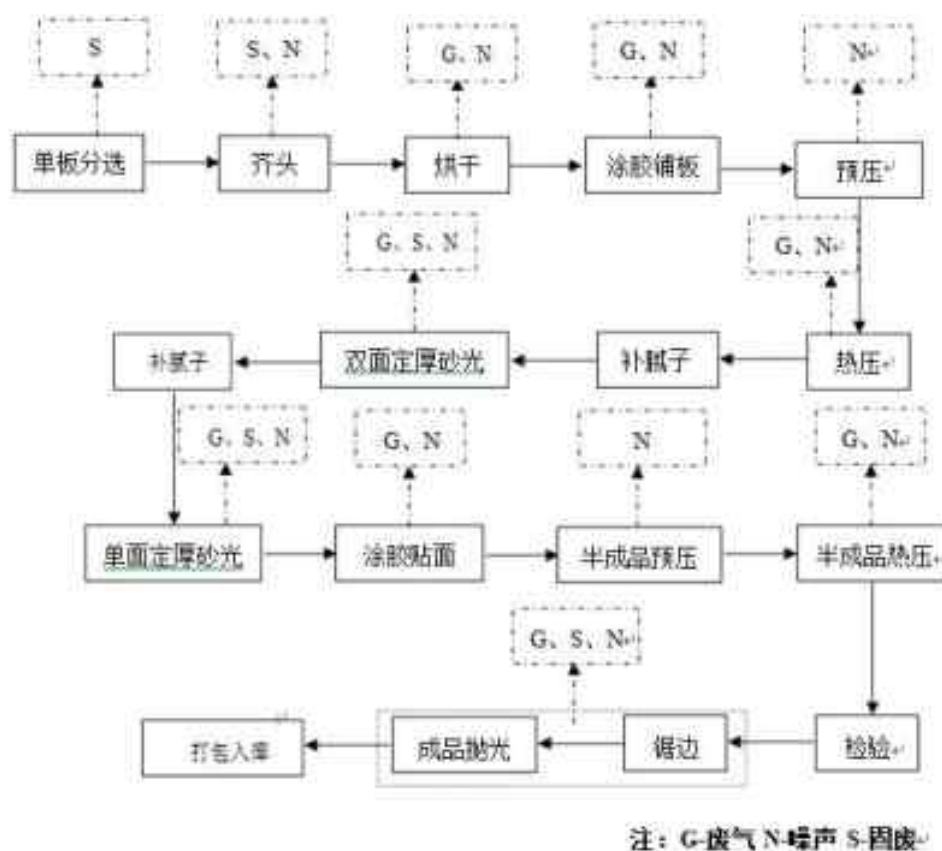 S
S、N
G、N
G、N
N
单板分选
齐头
烘干
涂胶铺板
预压
G、S、N
G、N
补腻子
双面定厚砂光
补腻子
热压
G、S、N
G、N
N
G、N
单面定厚砂光
涂胶贴面
半成品预压
半成品热压
G、S、N
打包入库
成品抛光
锯边
检验
注：G-废气 N-噪声 S-固废